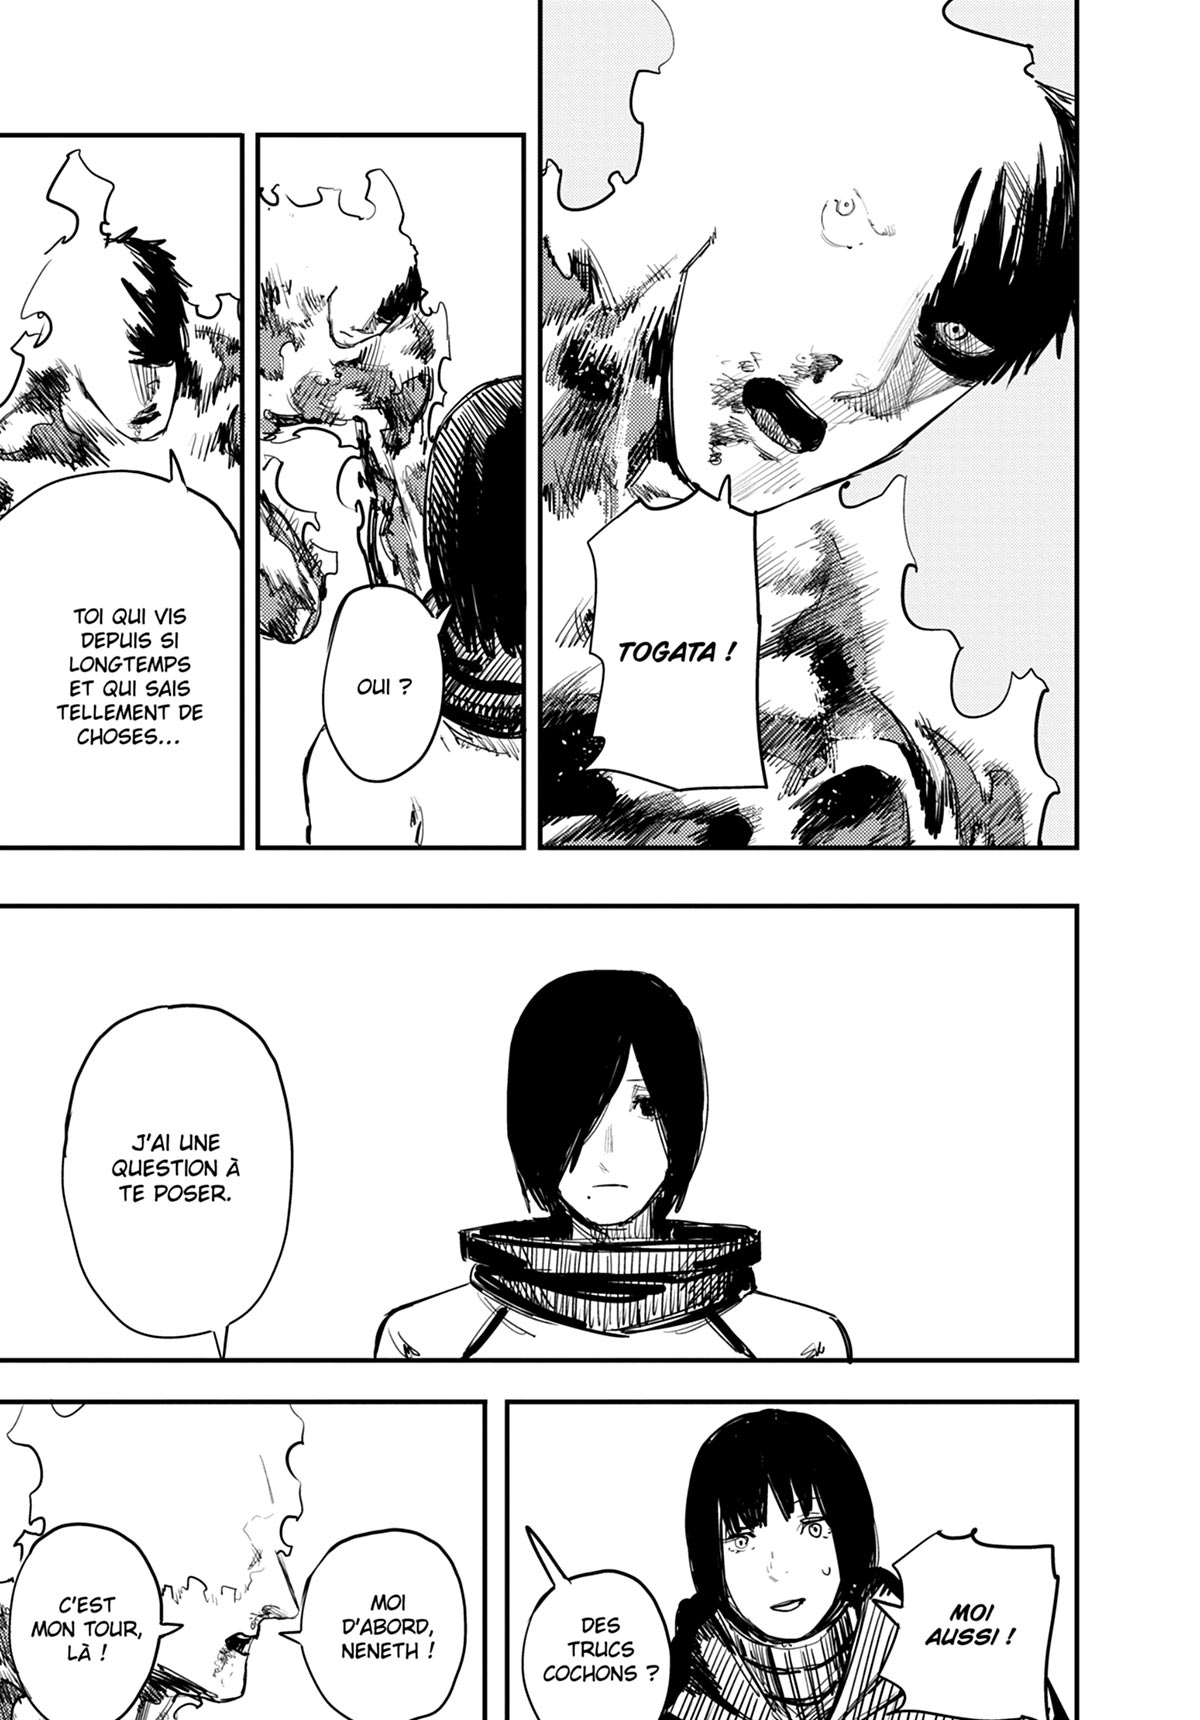 TOGATA !
OUI ?
TOI QUI VIS
DEPUIS SI
LONGTEMPS
ET QUI SAIS
TELLEMENT DE
CHOSES...
J'AI UNE
QUESTION À
TE POSER.
MOI
AUSSI !
DES
TRUCS
COCHONS ?
MOI
D'ABORD,
NENETH !
C'EST
MON TOUR,
LÀ !